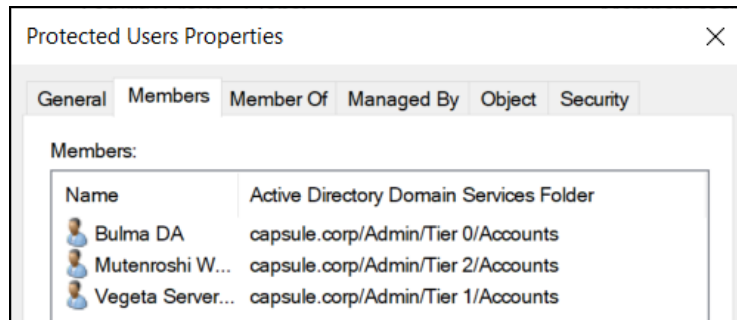 Protected Users Properties
General Members Member Of Managed By Object Security
Members:
Name Active Directory Domain Services Folder
Bulma DA capsule.corp/Admin/Tier 0/Accounts
Mutenroshi W... capsule.corp/Admin/Tier 2/Accounts
Vegeta Server... capsule.corp/Admin/Tier 1/Accounts